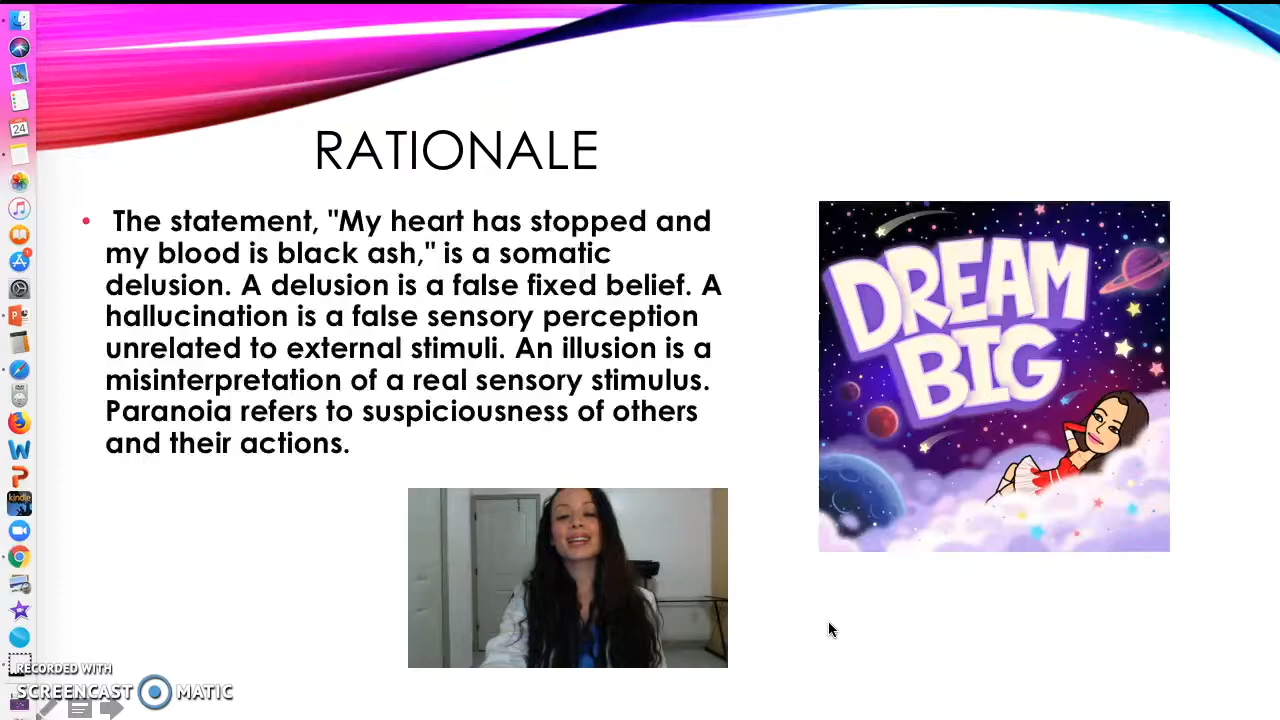 RATIONALE
• The statement, "My heart has stopped and
my blood is black ash," is a somatic
delusion. A delusion is a false fixed belief. A
hallucination is a false sensory perception
unrelated to external stimuli. An illusion is a
misinterpretation of a real sensory stimulus.
Paranoia refers to suspiciousness of others
and their actions.
DREAM
BIG
24
kindle
RECORDED WITH
SCREENCAST MATIC